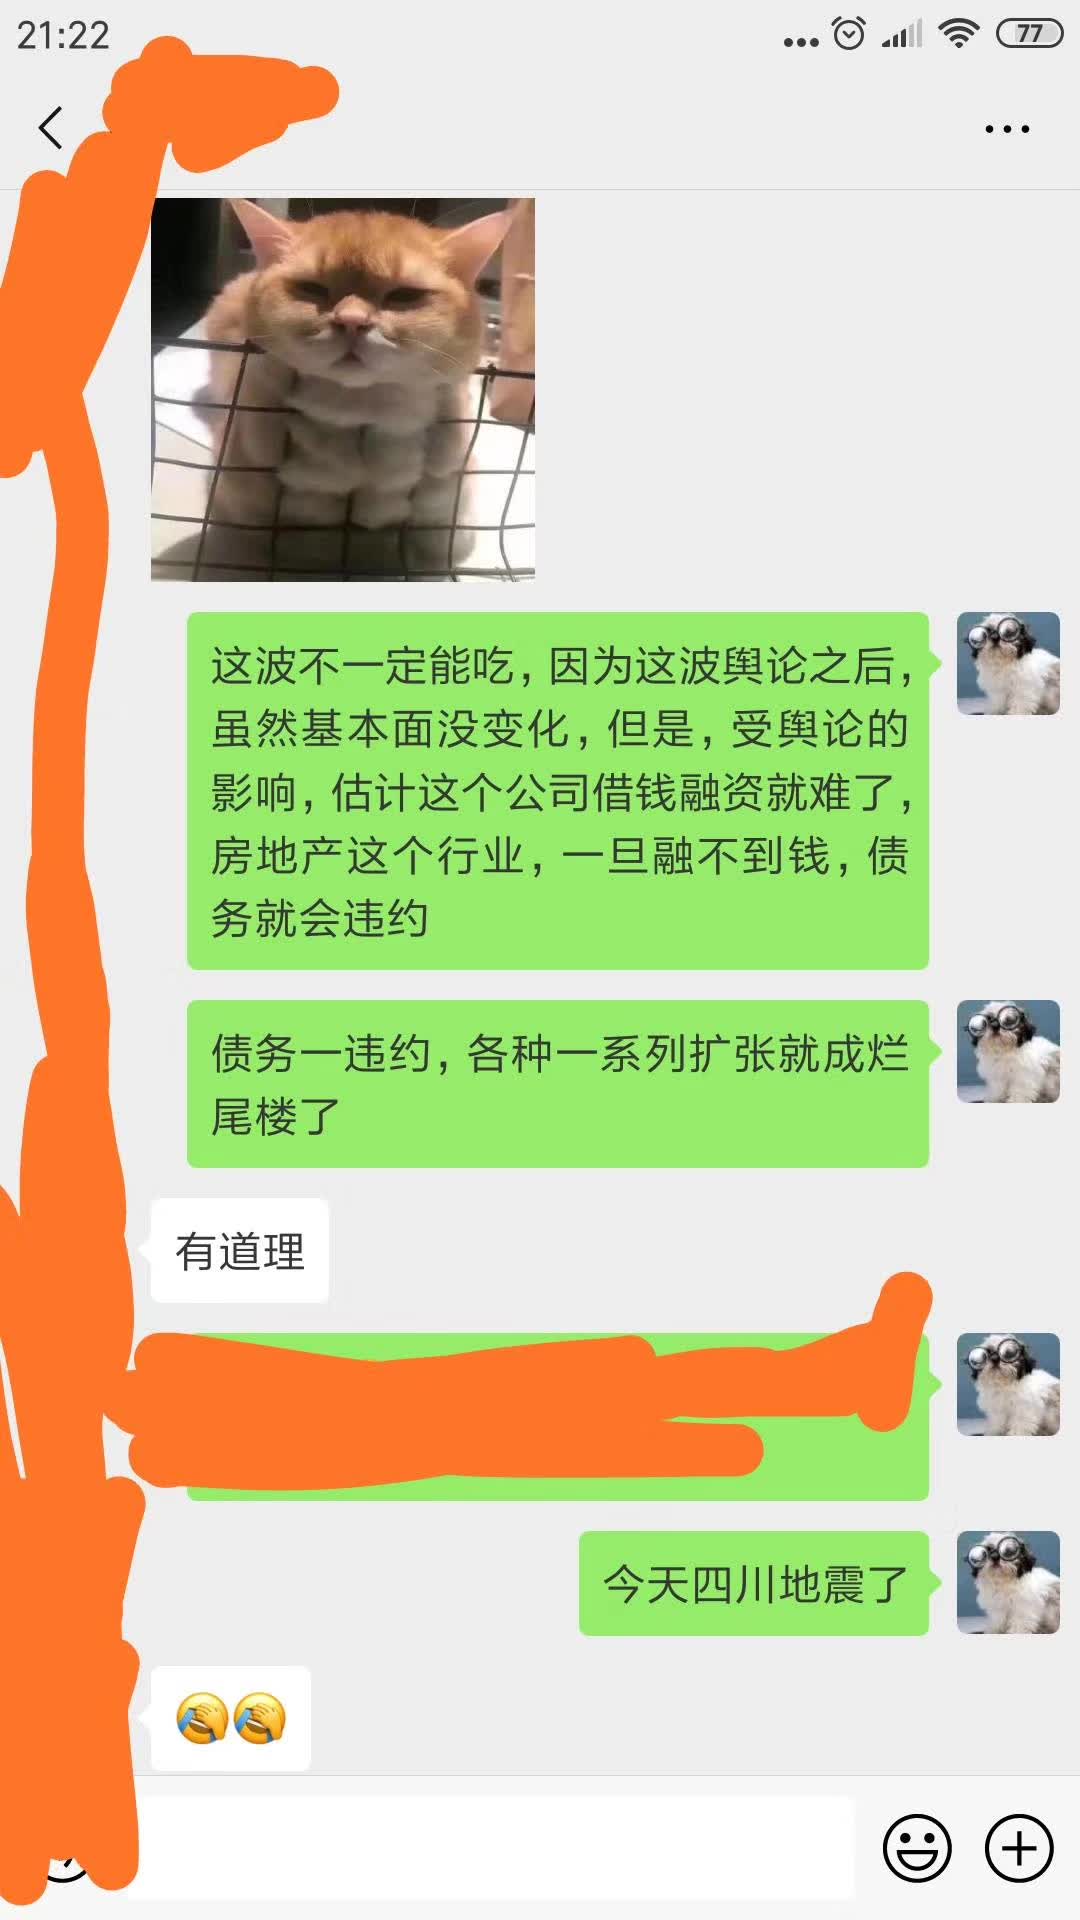 21:22
77
这波不一定能吃，因为这波舆论之后，
虽然基本面没变化，但是，受舆论的
影响，估计这个公司借钱融资就难了，
房地产这个行业，一旦融不到钱，债
务就会违约
债务一违约，各种一系列扩张就成烂
尾楼了
有道理
今天四川地震了